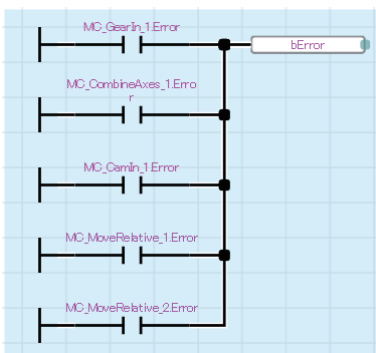 MC_GearIn_1.Error
bError
MC_CombineAxes_1.Erro
r
MC_CamIn_1.Error
MC_MoveRelative_1.Error
MC_MoveRelative_2.Error